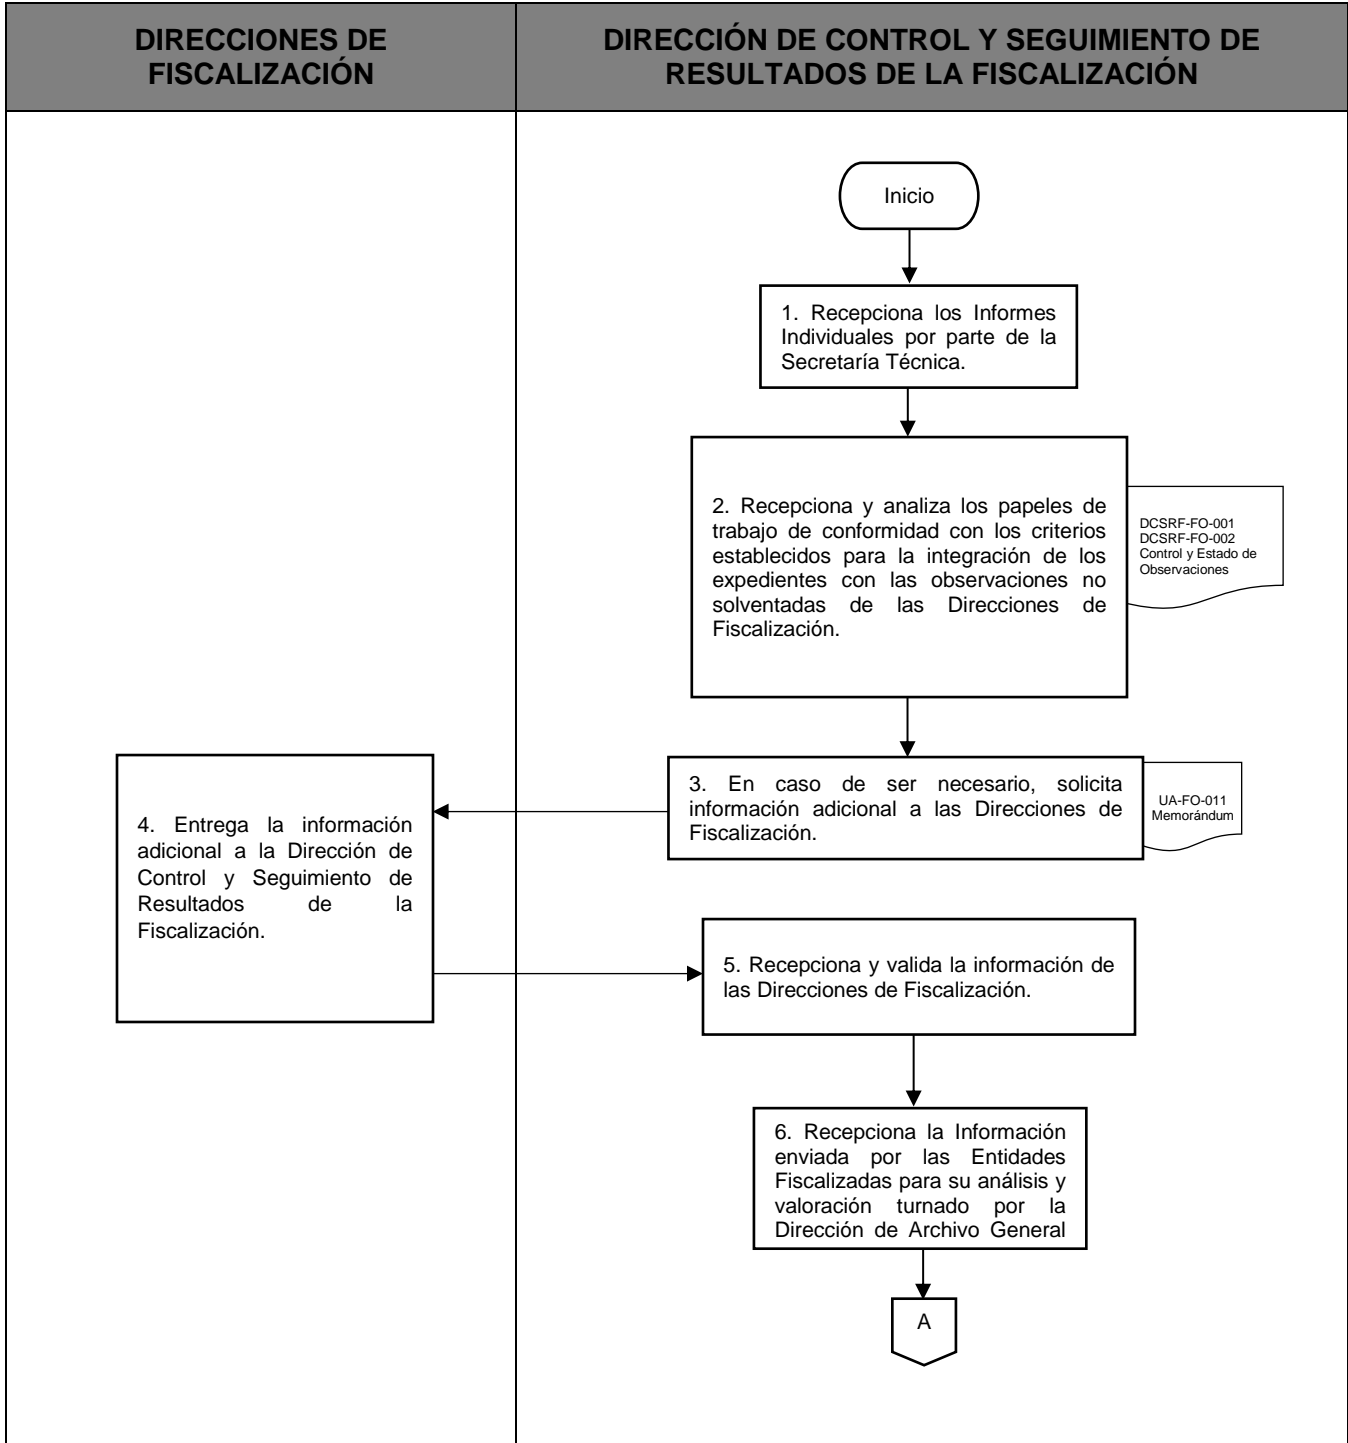 DIRECCIONES DE
FISCALIZACIÓN
DIRECCIÓN DE CONTROL Y SEGUIMIENTO DE
RESULTADOS DE LA FISCALIZACIÓN
Inicio
1. Recepciona los Informes
Individuales por parte de la
Secretaría Técnica.
2. Recepciona y analiza los papeles de
trabajo de conformidad con los criterios
establecidos para la integración de los
expedientes con las observaciones no
solventadas de las Direcciones de
Fiscalización.
DCSRF-FO-001
DCSRF-FO-002
Control y Estado de
Observaciones
3. En caso de ser necesario, solicita
información adicional a las Direcciones de
Fiscalización.
UA-FO-011
Memorándum
4. Entrega la información
adicional a la Dirección de
Control y Seguimiento de
Resultados de la
Fiscalización.
5. Recepciona y valida la información de
las Direcciones de Fiscalización.
6. Recepciona la Información
enviada por las Entidades
Fiscalizadas para su análisis y
valoración turnado por la
Dirección de Archivo General
A